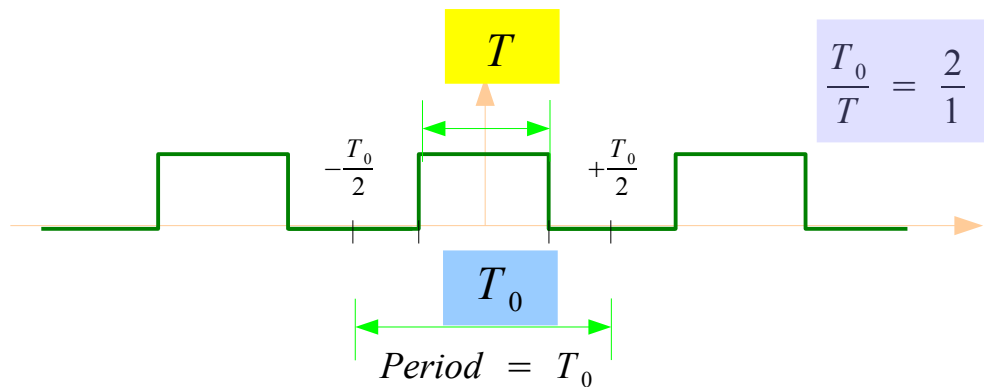 T
T₀/T = 2/1
−T₀/2
+T₀/2
T₀
Period = T₀